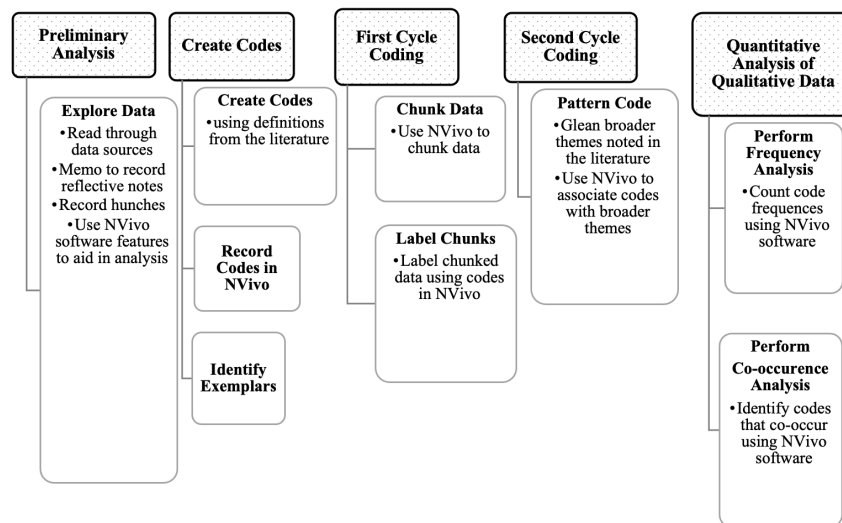 Preliminary
Analysis
Explore Data
•Read through
data sources
•Memo to record
reflective notes
•Record hunches
•Use NVivo
software features
to aid in analysis
Create Codes
Create Codes
•using definitions
from the literature
Record
Codes in
NVivo
Identify
Exemplars
First Cycle
Coding
Chunk Data
•Use NVivo to
chunk data
Label Chunks
•Label chunked
data using codes
in NVivo
Second Cycle
Coding
Pattern Code
•Glean broader
themes noted in
the literature
•Use NVivo to
associate codes
with broader
themes
Quantitative
Analysis of
Qualitative Data
Perform
Frequency
Analysis
•Count code
frequences
using NVivo
software
Perform
Co-occurence
Analysis
•Identify codes
that co-occur
using NVivo
software